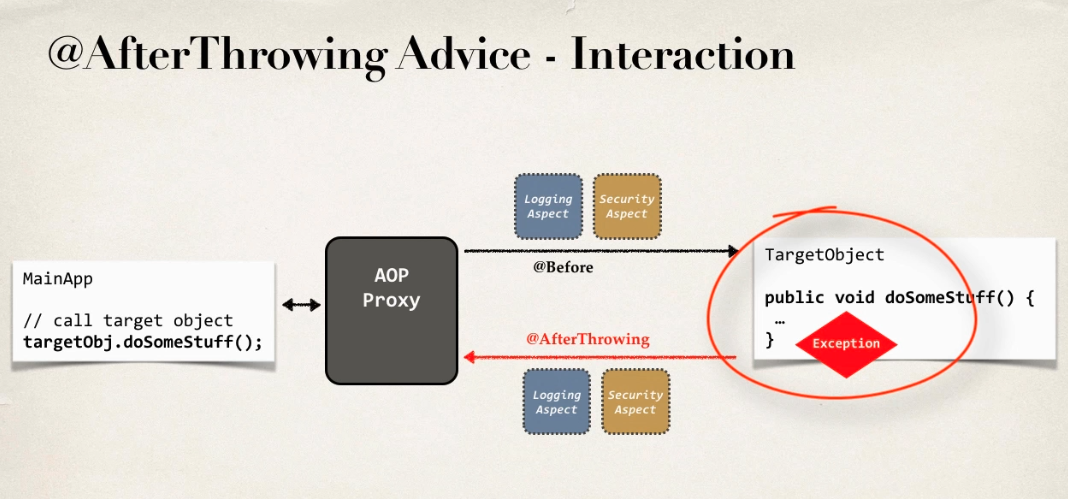 @AfterThrowing Advice - Interaction
Logging
Aspect
Security
Aspect
@Before
MainApp
// call target object
targetObj.doSomeStuff();
AOP
Proxy
TargetObject
public void doSomeStuff() {
…
}
Exception
@AfterThrowing
Logging
Aspect
Security
Aspect